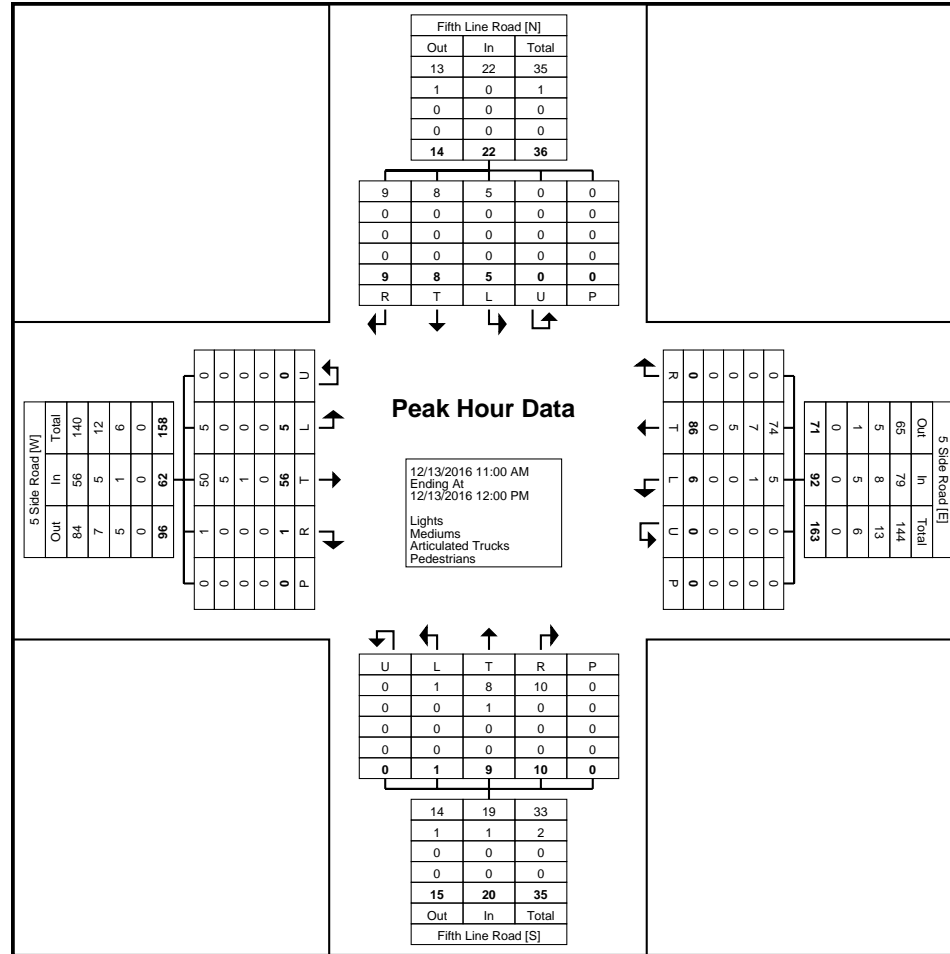 Fifth Line Road [N]
Out In Total
13 22 35
1 0 1
0 0 0
0 0 0
14 22 36
9 8 5 0 0
0 0 0 0 0
0 0 0 0 0
0 0 0 0 0
9 8 5 0 0
R T L U P
5 Side Road [W]
Out In Total
84 56 140
7 5 12
5 1 6
0 0 0
96 62 158
0 1 50 5 0
0 0 5 0 0
0 0 1 0 0
0 0 0 0 0
0 1 56 5 0
P R T L U
Peak Hour Data
12/13/2016 11:00 AM
Ending At
12/13/2016 12:00 PM
Lights
Mediums
Articulated Trucks
Pedestrians
5 Side Road [E]
Out In Total
65 79 144
5 8 13
1 5 6
0 0 0
71 92 163
0 74 5 0 0
0 7 1 0 0
0 5 0 0 0
0 0 0 0 0
0 86 6 0 0
R T L U P
U L T R P
0 1 8 10 0
0 0 1 0 0
0 0 0 0 0
0 0 0 0 0
0 1 9 10 0
14 19 33
1 1 2
0 0 0
0 0 0
15 20 35
Out In Total
Fifth Line Road [S]